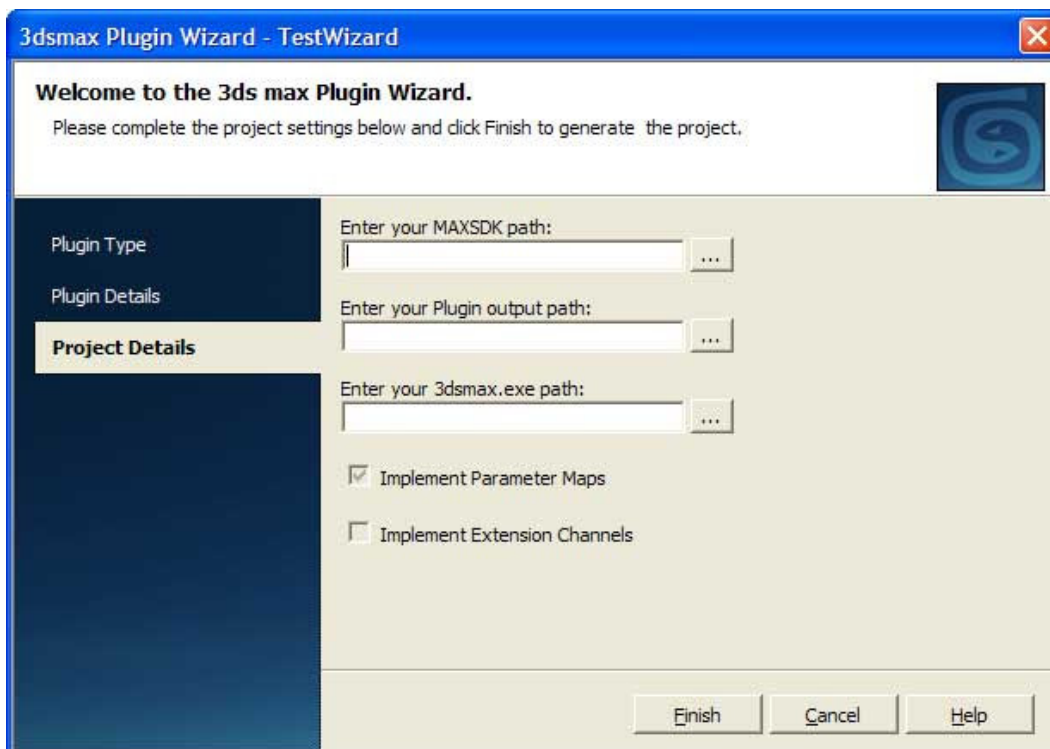 3dsmax Plugin Wizard - TestWizard
Welcome to the 3ds max Plugin Wizard.
Please complete the project settings below and click Finish to generate the project.
Plugin Type
Plugin Details
Project Details
Enter your MAXSDK path:
...
Enter your Plugin output path:
...
Enter your 3dsmax.exe path:
...
Implement Parameter Maps
Implement Extension Channels
Finish
Cancel
Help